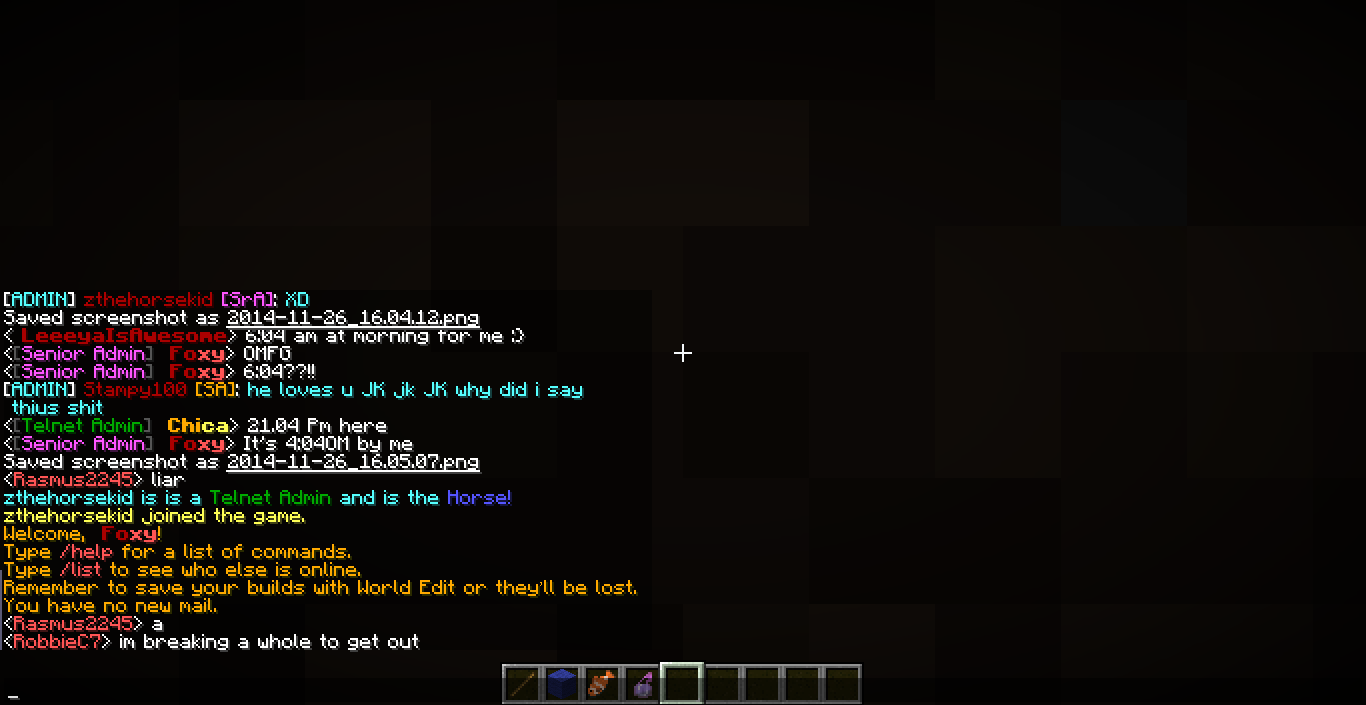 [ADMIN] zthehorsekid [SrA]: XD
Saved screenshot as 2014-11-26_16.04.12.png
< LeeeyaIsAwesome> 6:04 am at morning for me :)
<[Senior Admin] Foxy> OMFG
<[Senior Admin] Foxy> 6:04??!!
[ADMIN] Stampy100 [SA]: he loves u JK jk JK why did i say
thius shit
<[Telnet Admin] Chica> 21.04 Pm here
<[Senior Admin] Foxy> It's 4:04OM by me
Saved screenshot as 2014-11-26_16.05.07.png
<Rasmus2245> liar
zthehorsekid is is a Telnet Admin and is the Horse!
zthehorsekid joined the game.
Welcome, Foxy!
Type /help for a list of commands.
Type /list to see who else is online.
Remember to save your builds with World Edit or they'll be lost.
You have no new mail.
<Rasmus2245> a
<RobbieC7> im breaking a whole to get out
_